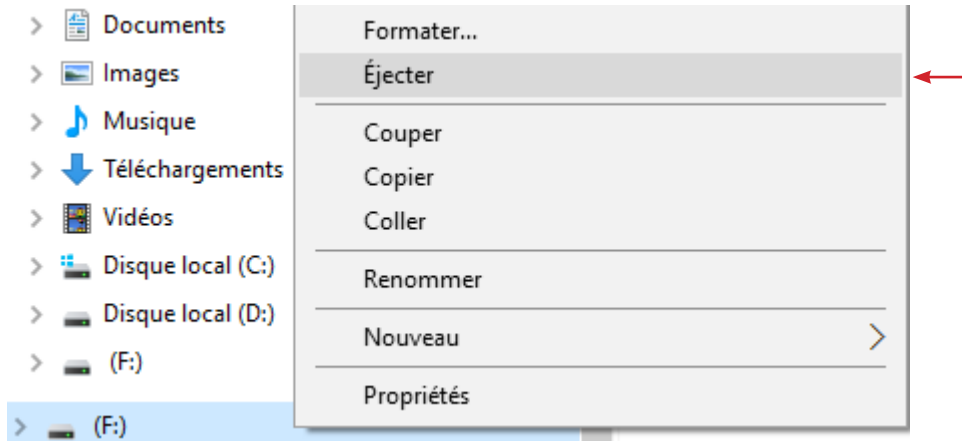 Documents
Images
Musique
Téléchargements
Vidéos
Disque local (C:)
Disque local (D:)
(F:)
(F:)
Formater...
Éjecter
Couper
Copier
Coller
Renommer
Nouveau
Propriétés